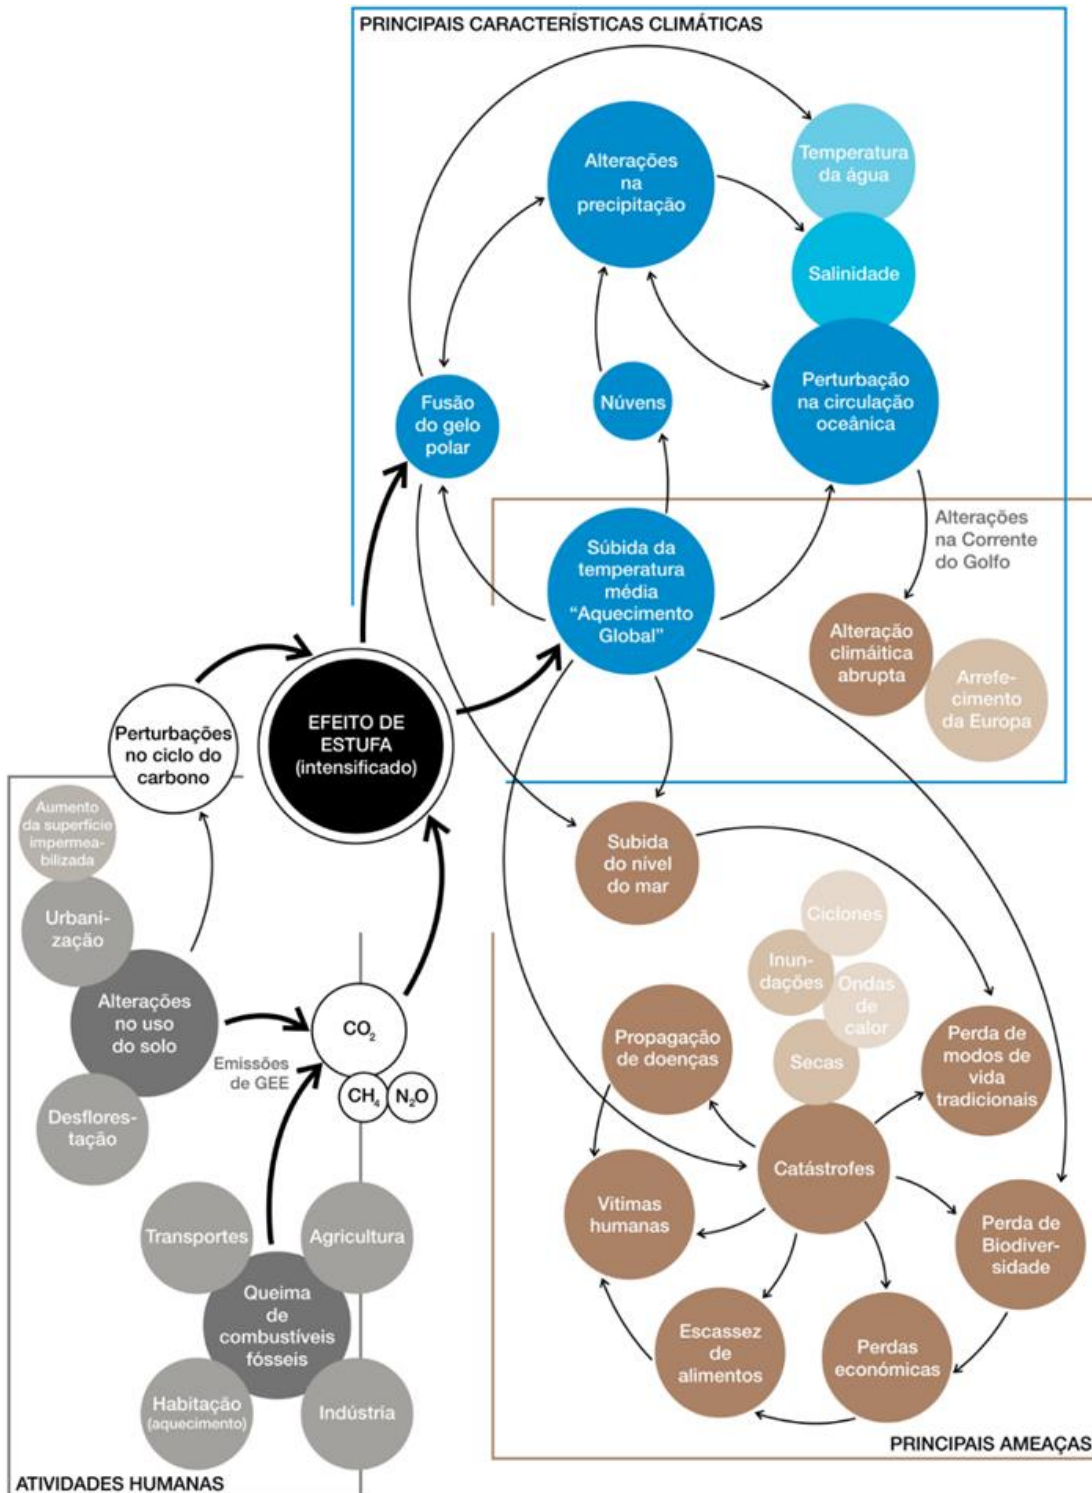 PRINCIPAIS CARACTERÍSTICAS CLIMÁTICAS
Temperatura
da água
Alterações
na
precipitação
Salinidade
Perturbação
na circulação
oceânica
Fusão
do gelo
polar
Núvens
Alterações
na Corrente
do Golfo
Súbida da
temperatura
média
“Aquecimento
Global”
Alteração
climáitica
abrupta
Arrefe-
cimento
da Europa
EFEITO DE
ESTUFA
(intensificado)
Perturbações
no ciclo do
carbono
Aumento
da superfície
impermea-
bilizada
Urbani-
zação
Alterações
no uso
do solo
Desflores-
tação
Emissões
de GEE
CO₂
CH₄
N₂O
Transportes
Agricultura
Queima
de
combustíveis
fósseis
Habitação
(aquecimento)
Indústria
ATIVIDADES HUMANAS
Subida
do nível
do mar
Ciclones
Inun-
dações
Ondas
de
calor
Secas
Propagação
de doenças
Perda de
modos de
vida
tradicionais
Catástrofes
Vítimas
humanas
Perda de
Biodiver-
sidade
Escassez
de
alimentos
Perdas
económicas
PRINCIPAIS AMEAÇAS